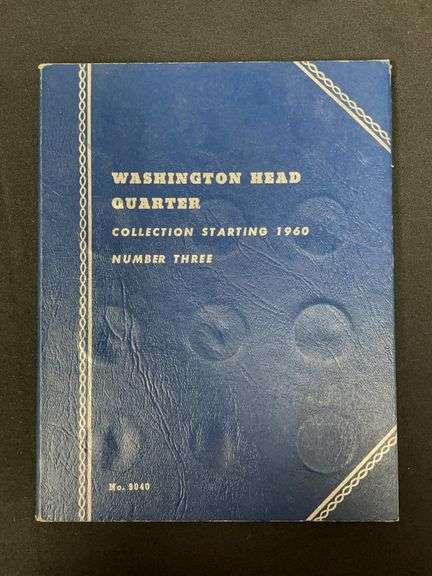 WASHINGTON HEAD
QUARTER
COLLECTION STARTING 1960
NUMBER THREE
No. 9040